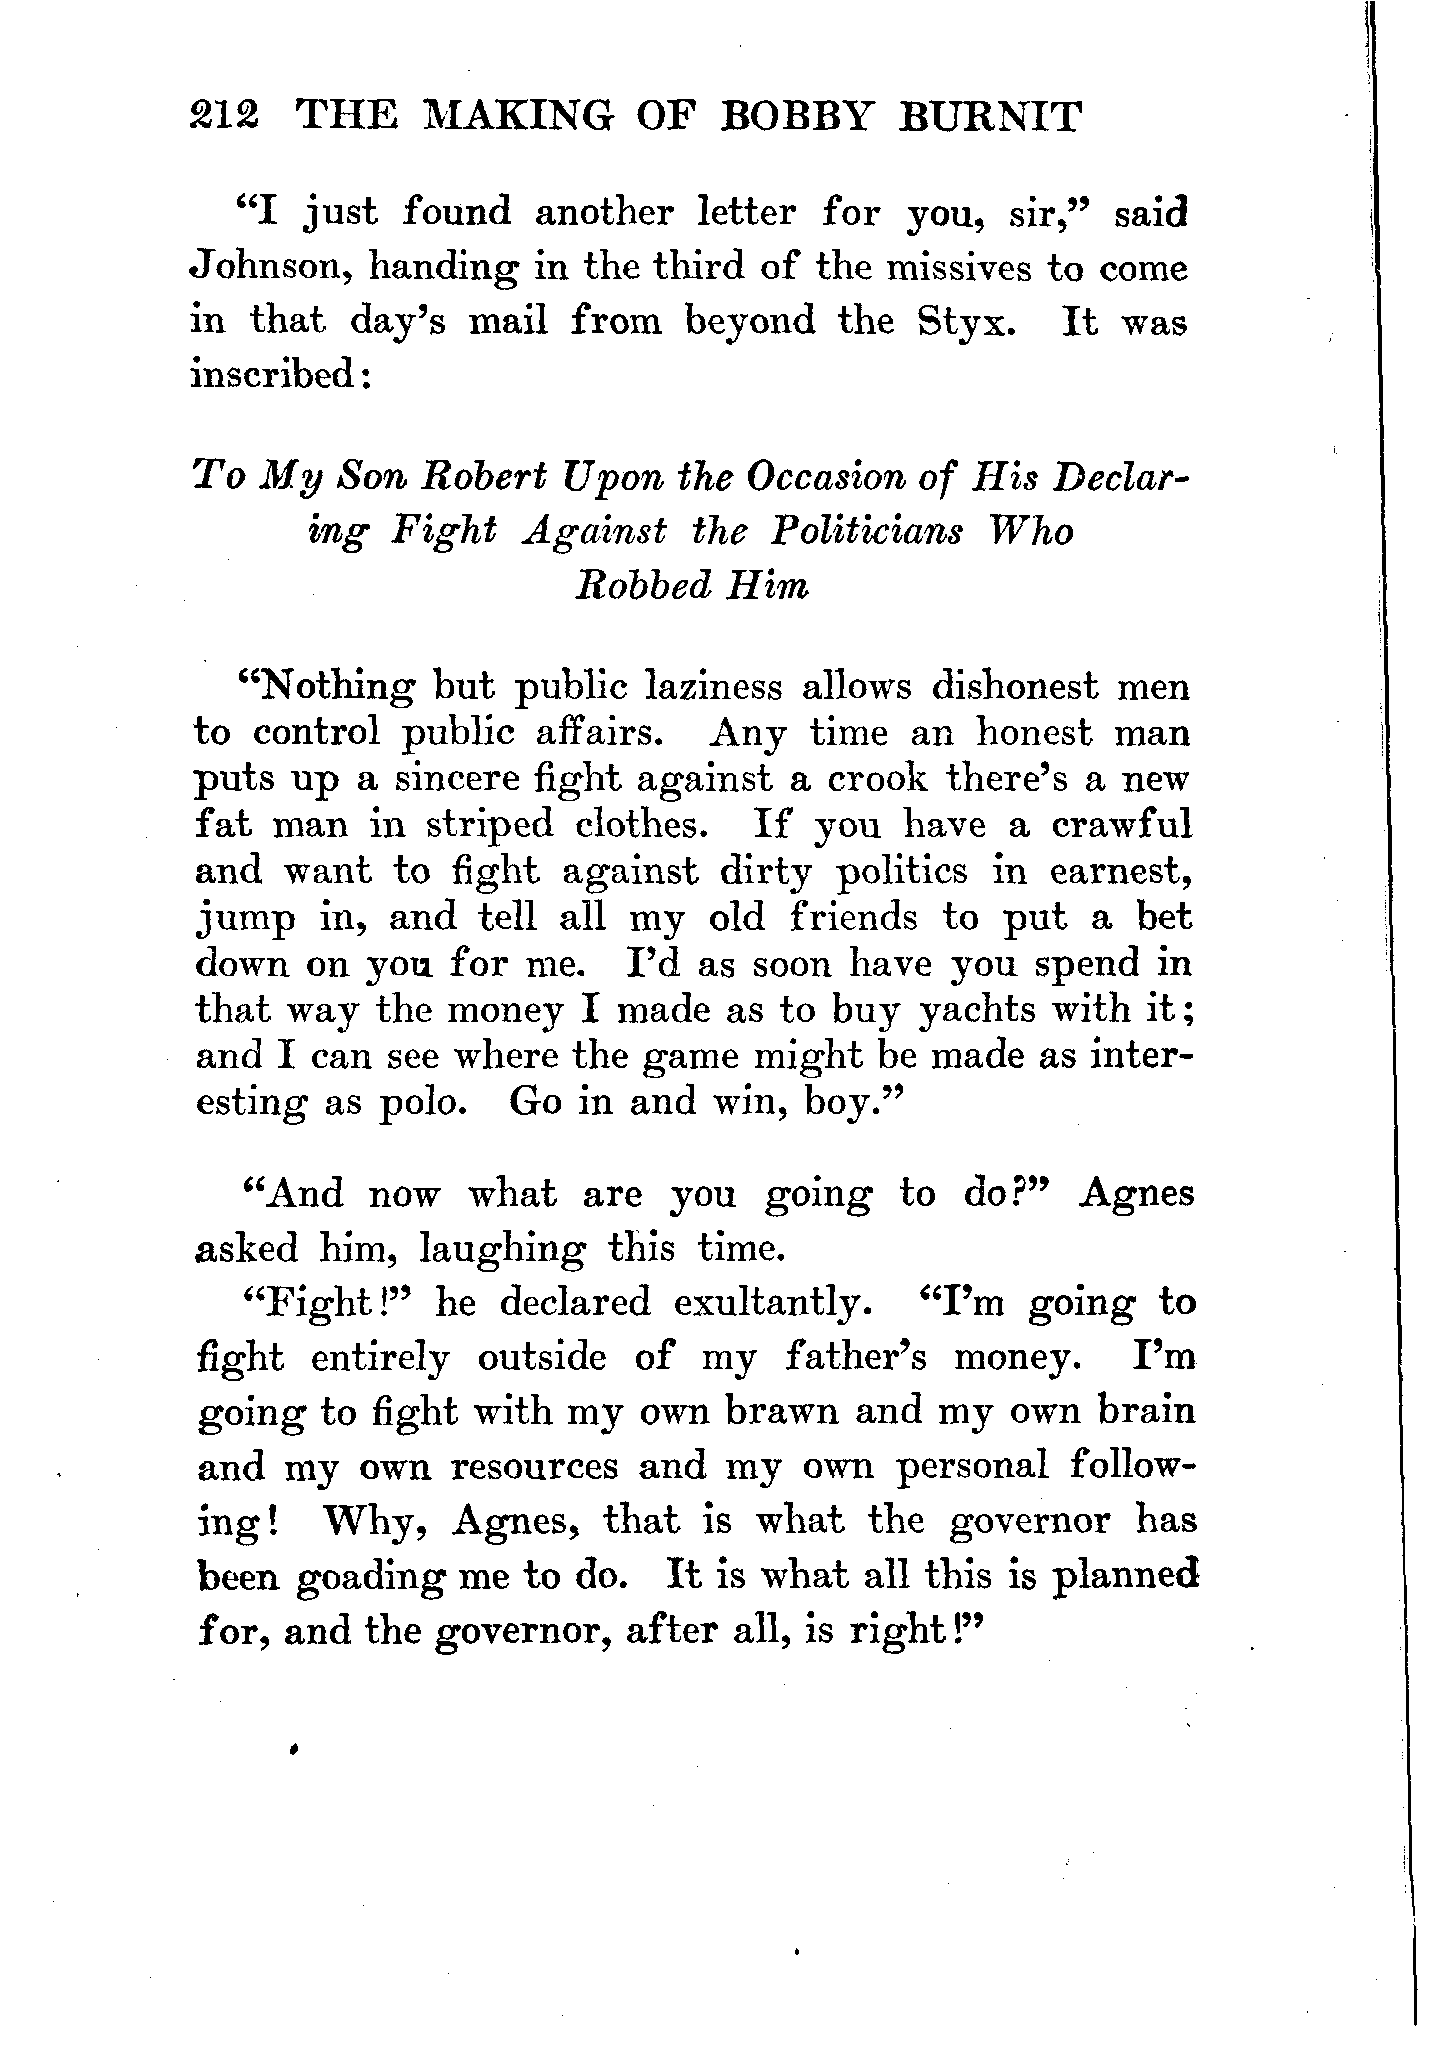 212 THE MAKING OF BOBBY BURNIT
“I just found another letter for you, sir,” said
Johnson, handing in the third of the missives to come
in that day’s mail from beyond the Styx. It was
inscribed:
To My Son Robert Upon the Occasion of His Declar-
ing Fight Against the Politicians Who
Robbed Him
“Nothing but public laziness allows dishonest men
to control public affairs. Any time an honest man
puts up a sincere fight against a crook there’s a new
fat man in striped clothes. If you have a crawful
and want to fight against dirty politics in earnest,
jump in, and tell all my old friends to put a bet
down on you for me. I’d as soon have you spend in
that way the money I made as to buy yachts with it;
and I can see where the game might be made as inter-
esting as polo. Go in and win, boy.”
“And now what are you going to do?” Agnes
asked him, laughing this time.
“Fight!” he declared exultantly. “I’m going to
fight entirely outside of my father’s money. I’m
going to fight with my own brawn and my own brain
and my own resources and my own personal follow-
ing! Why, Agnes, that is what the governor has
been goading me to do. It is what all this is planned
for, and the governor, after all, is right!”